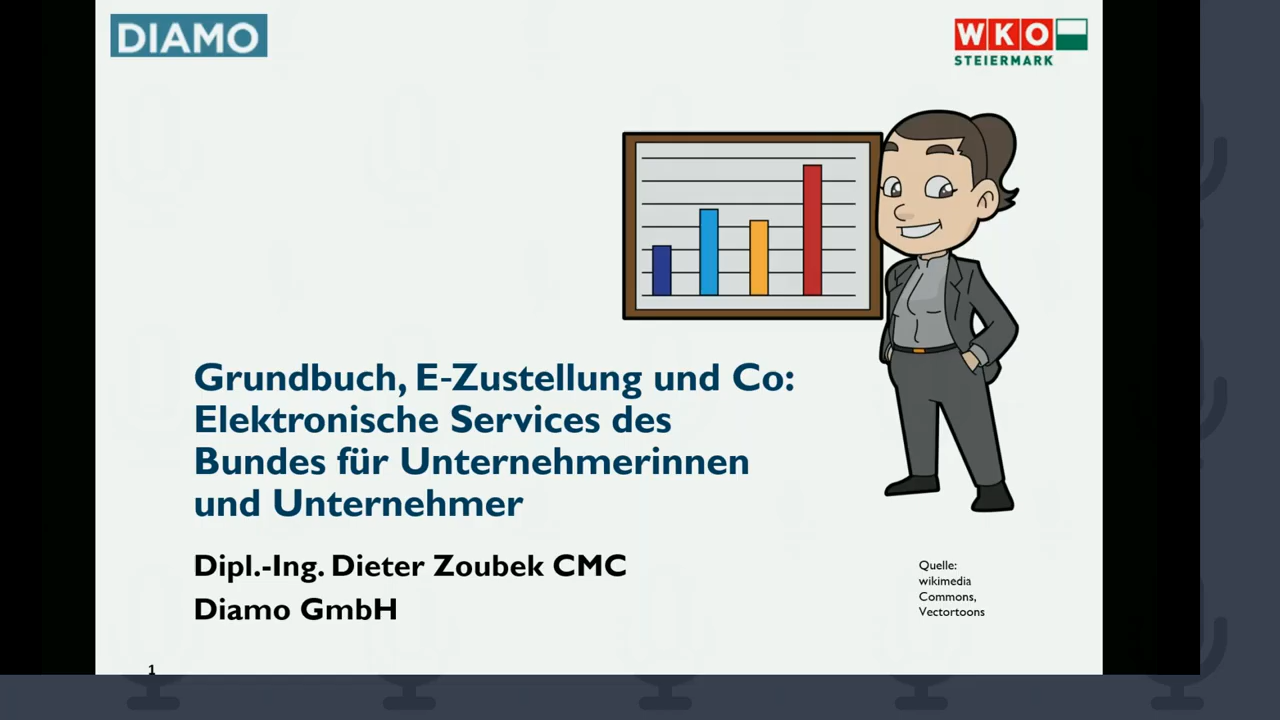 DIAMO
WKO
STEIERMARK
Grundbuch, E-Zustellung und Co:
Elektronische Services des
Bundes für Unternehmerinnen
und Unternehmer
Dipl.-Ing. Dieter Zoubek CMC
Diamo GmbH
Quelle:
wikimedia
Commons,
Vectortoons
1